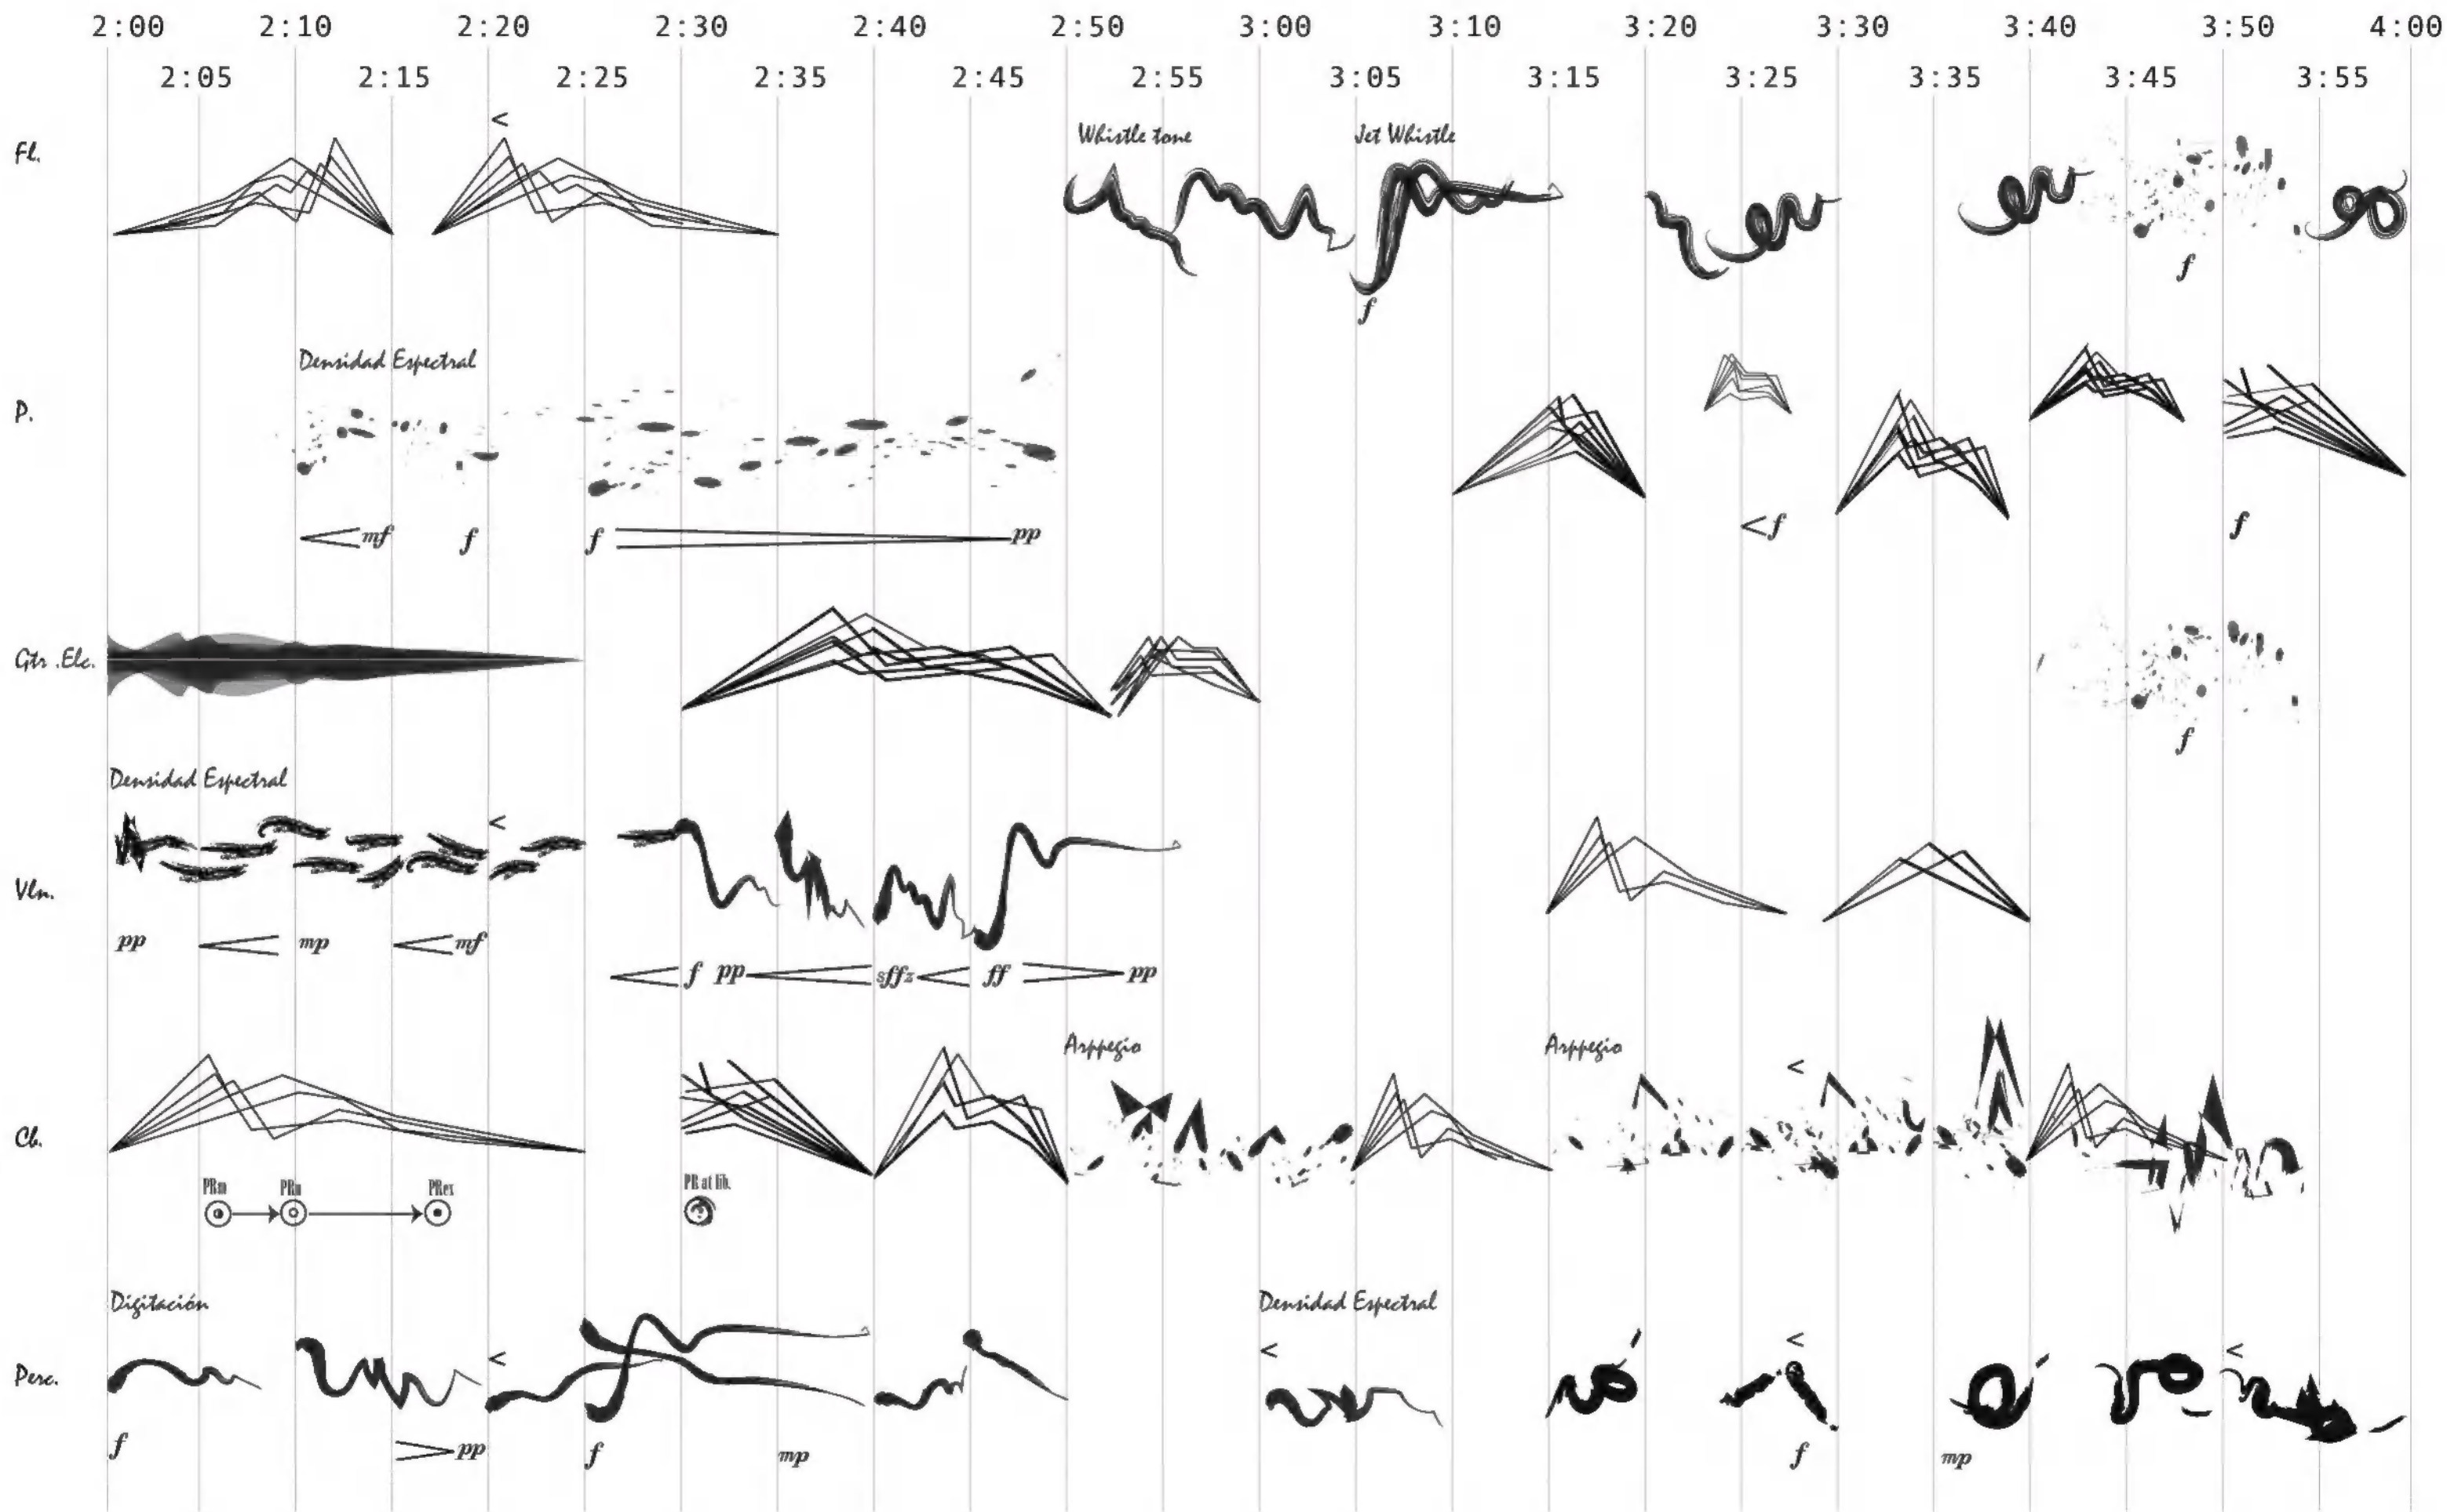 2:00 2:10 2:20 2:30 2:40 2:50 3:00 3:10 3:20 3:30 3:40 3:50 4:00
2:05 2:15 2:25 2:35 2:45 2:55 3:05 3:15 3:25 3:35 3:45 3:55
<
Fl.
Whistle tone Jet Whistle
f
f
Densidad Espectral
P.
mf f f pp
<f
f
Gtr .Elc.
f
Densidad Espectral
<
Vln.
pp mp mf
f pp sffz ff pp
Arppegio Arppegio
<
Cb.
PRm PRn PRex
PR at lib.
Digitación
Densidad Espectral
< < < <
Perc.
f pp f mp f mp